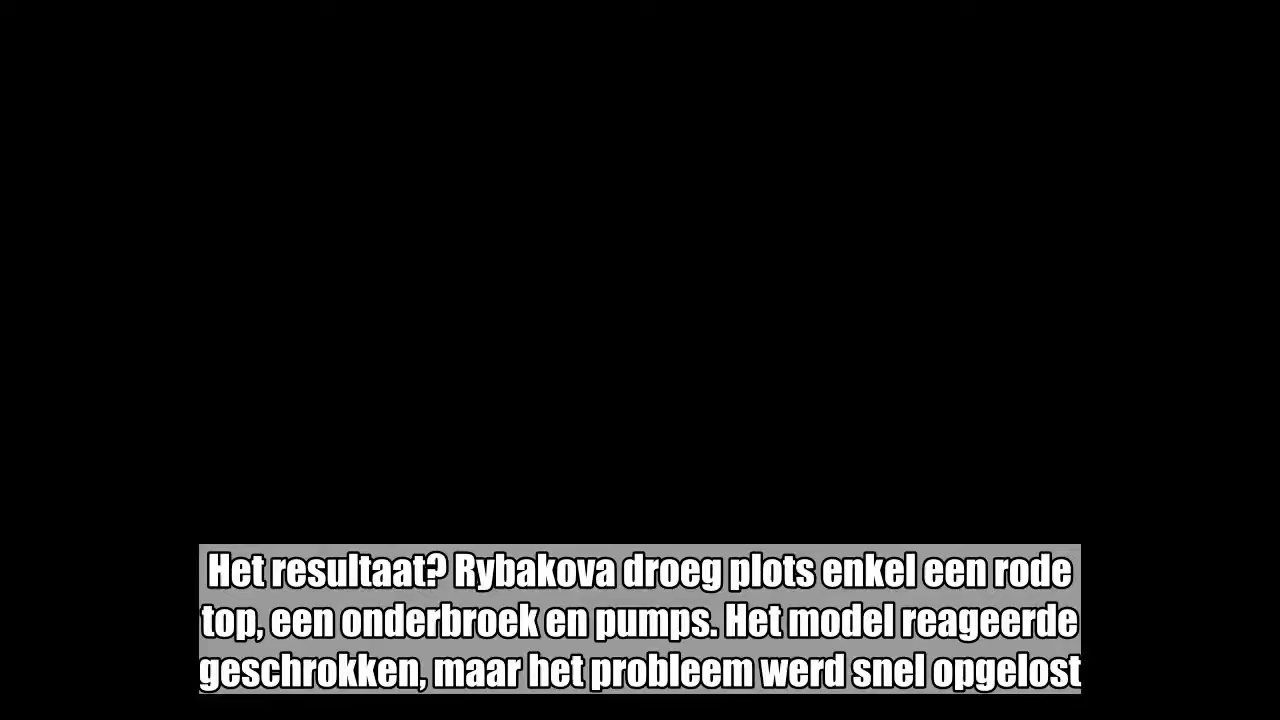 Het resultaat? Rybakova droeg plots enkel een rode
top, een onderbroek en pumps. Het model reageerde
geschrokken, maar het probleem werd snel opgelost